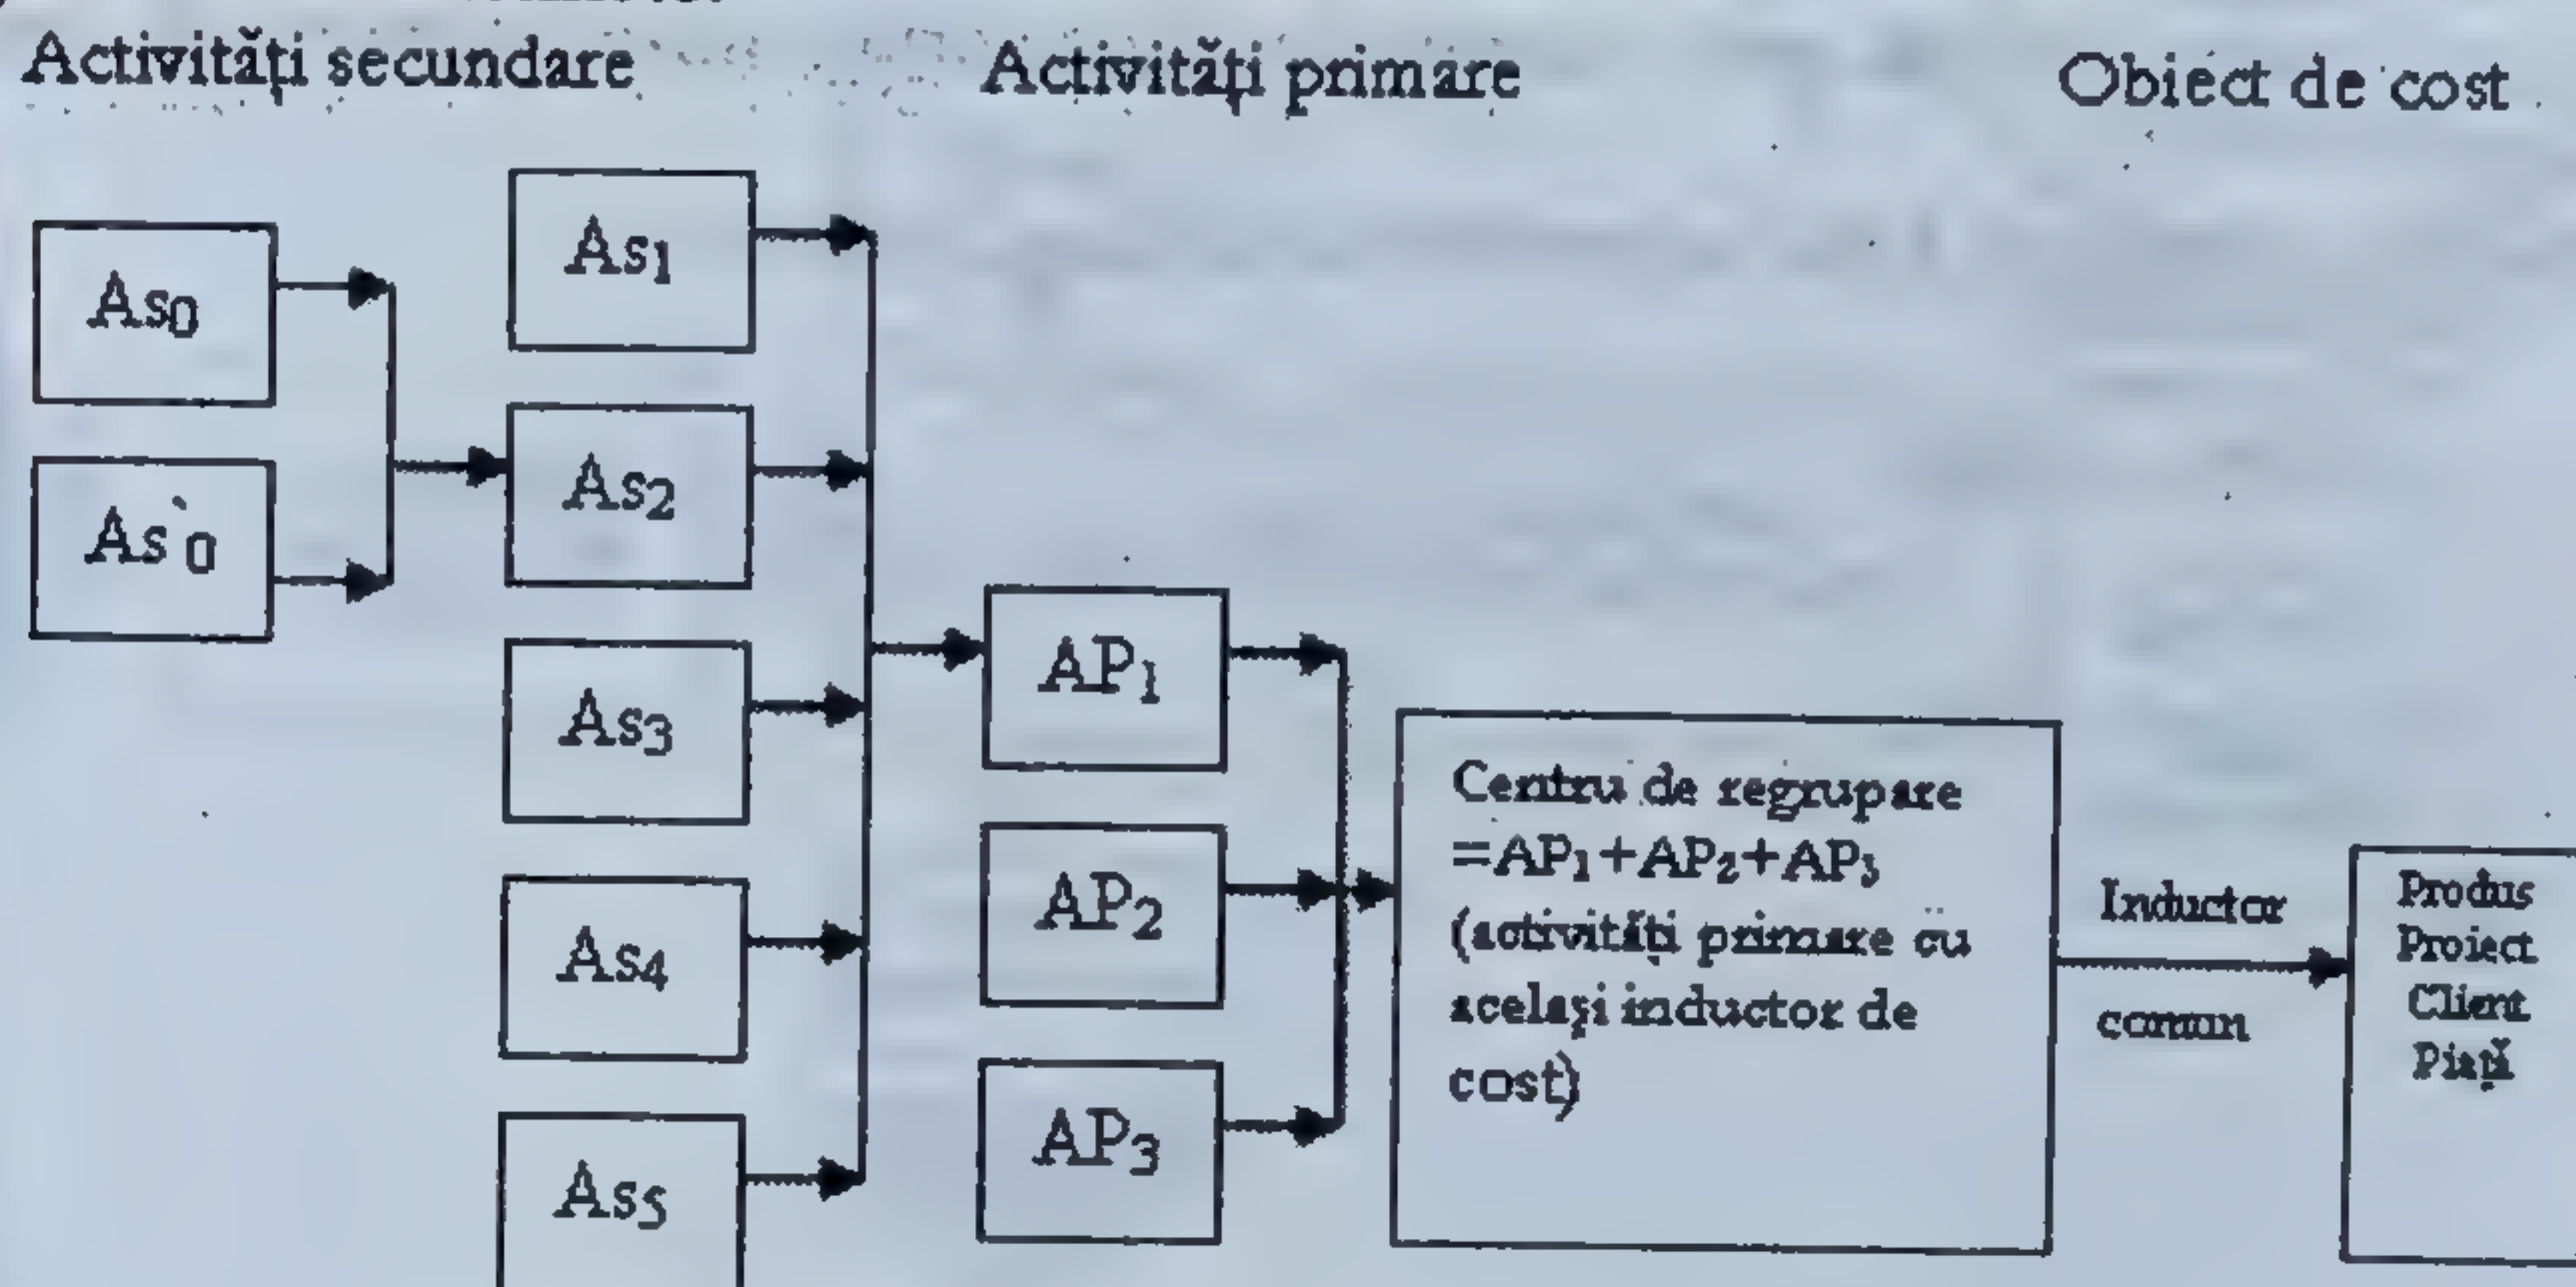 Activități secundare
Activități primare
Obiect de cost
As0
As`0
As1
As2
As3
As4
As5
AP1
AP2
AP3
Centru de regrupare
=AP1+AP2+AP3
(activități primare cu
același inductor de
cost)
Inductor
comun
Produs
Proiect
Client
Piață